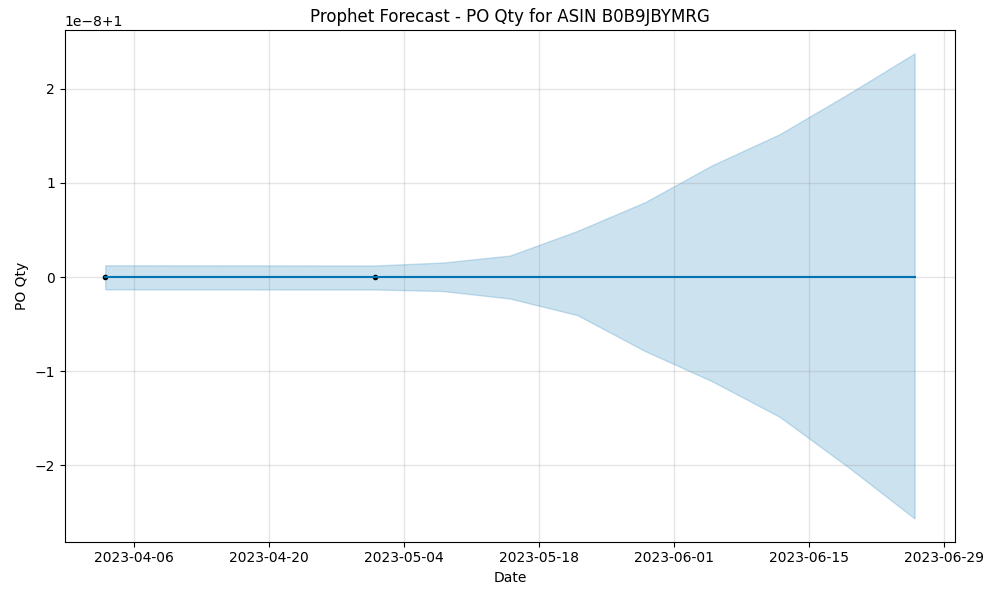 Prophet Forecast - PO Qty for ASIN B0B9JBYMRG
1e−8+1
2
1
0
−1
−2
PO Qty
2023-04-06 2023-04-20 2023-05-04 2023-05-18 2023-06-01 2023-06-15 2023-06-29
Date